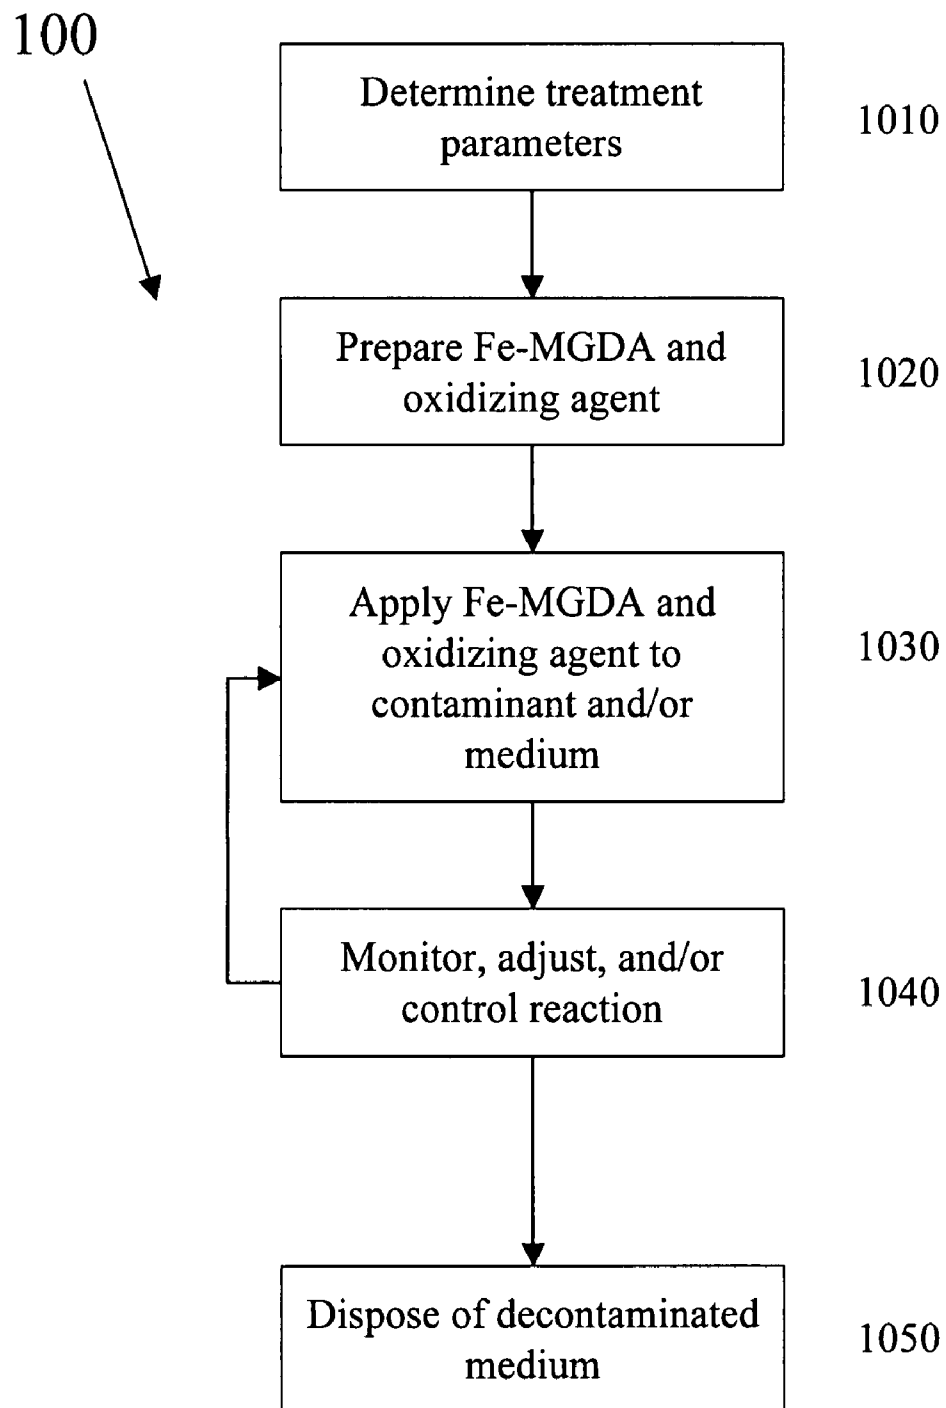 100
Determine treatment
parameters
1010
Prepare Fe-MGDA and
oxidizing agent
1020
Apply Fe-MGDA and
oxidizing agent to
contaminant and/or
medium
1030
Monitor, adjust, and/or
control reaction
1040
Dispose of decontaminated
medium
1050